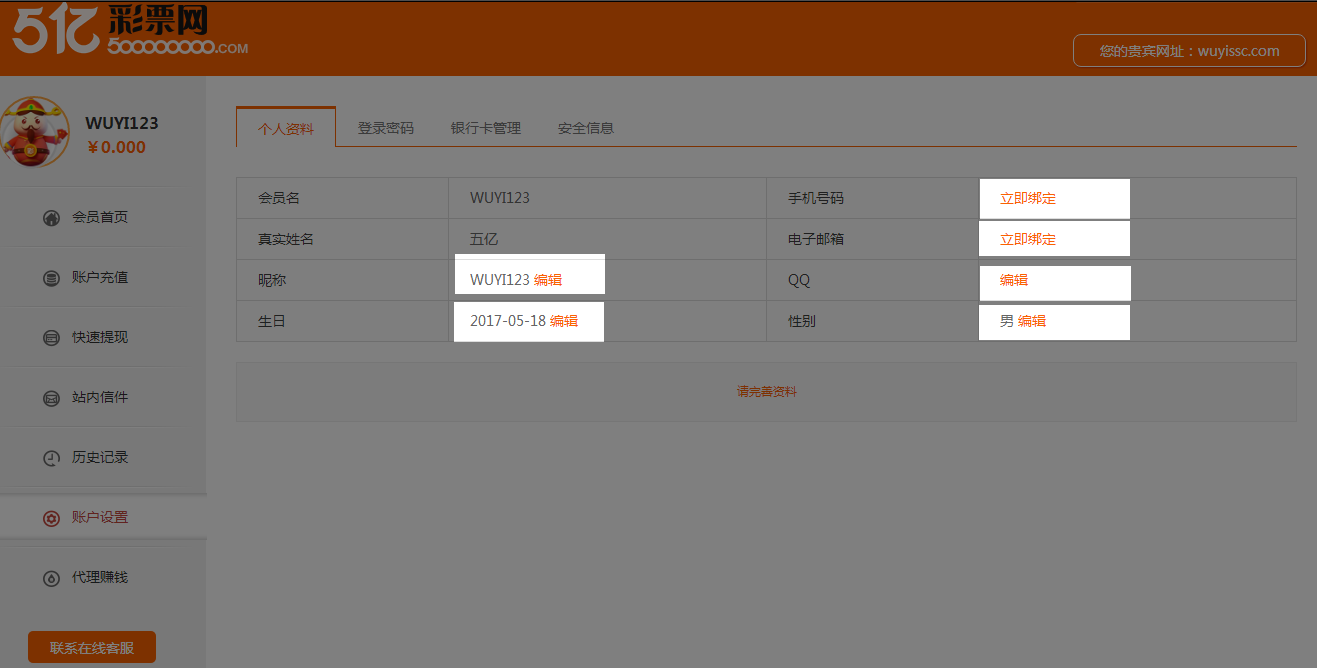 5亿彩票网
5000000000.COM
您的贵宾网址：wuyissc.com
WUYI123
¥0.000
会员首页
账户充值
快速提现
站内信件
历史记录
账户设置
代理赚钱
联系在线客服
个人资料 登录密码 银行卡管理 安全信息
会员名 WUYI123 手机号码 立即绑定
真实姓名 五亿 电子邮箱 立即绑定
昵称 WUYI123 编辑 QQ 编辑
生日 2017-05-18 编辑 性别 男 编辑
请完善资料